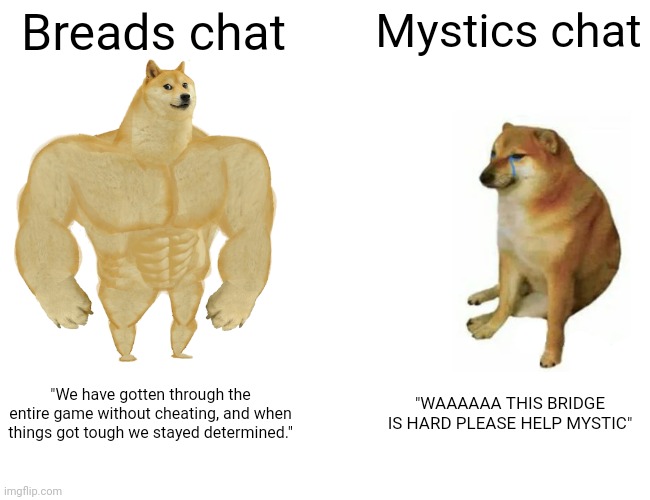 Breads chat
Mystics chat
"We have gotten through the
entire game without cheating, and when
things got tough we stayed determined."
"WAAAAAA THIS BRIDGE
IS HARD PLEASE HELP MYSTIC"
imgflip.com